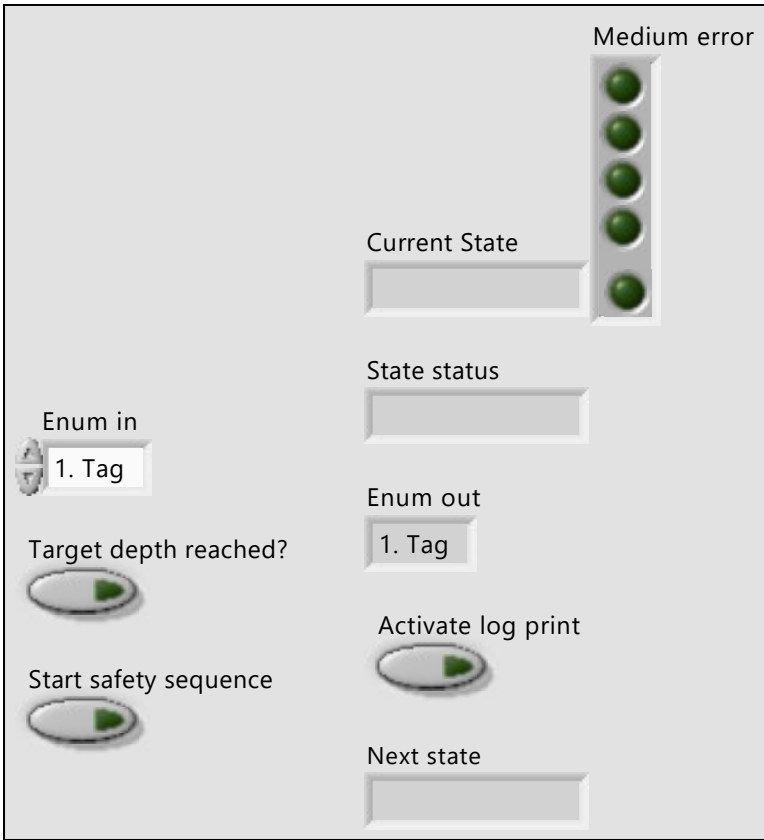 Medium error
Current State
State status
Enum in
1. Tag
Enum out
1. Tag
Target depth reached?
Activate log print
Start safety sequence
Next state